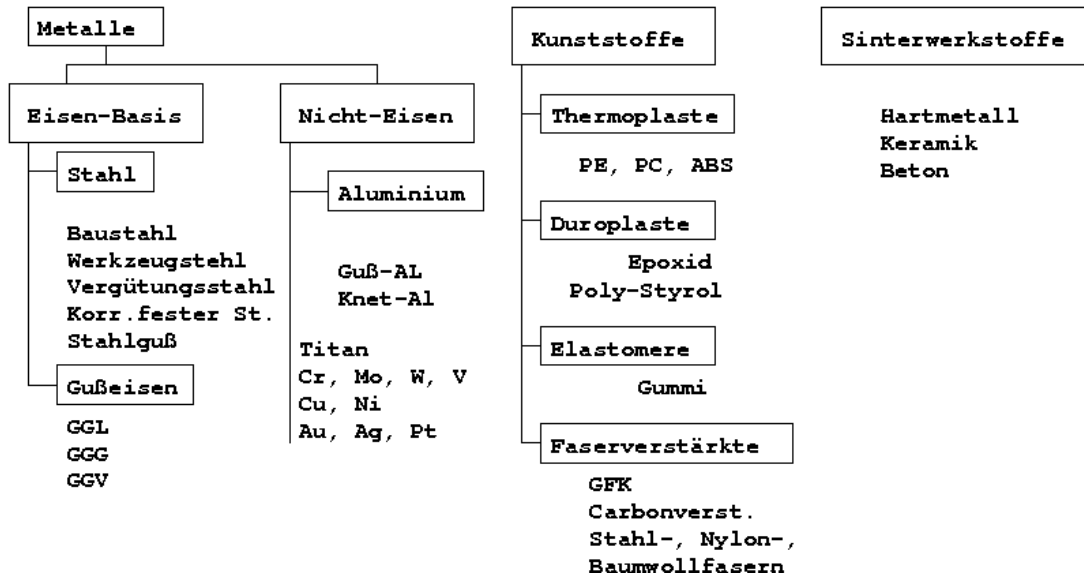 Metalle
Eisen-Basis
Stahl
Baustahl
Werkzeugstehl
Vergütungsstahl
Korr.fester St.
Stahlguß
Gußeisen
GGL
GGG
GGV
Nicht-Eisen
Aluminium
Guß-AL
Knet-Al
Titan
Cr, Mo, W, V
Cu, Ni
Au, Ag, Pt
Kunststoffe
Thermoplaste
PE, PC, ABS
Duroplaste
Epoxid
Poly-Styrol
Elastomere
Gummi
Faserverstärkte
GFK
Carbonverst.
Stahl-, Nylon-,
Baumwollfasern
Sinterwerkstoffe
Hartmetall
Keramik
Beton